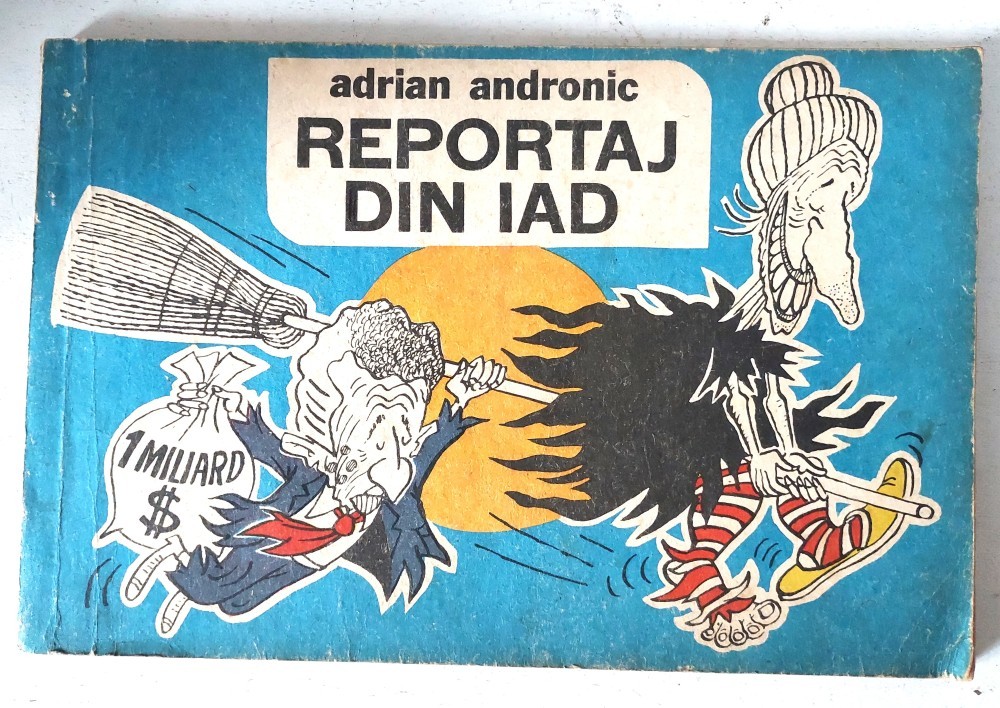 adrian andronic
REPORTAJ
DIN IAD
1 MILIARD
$